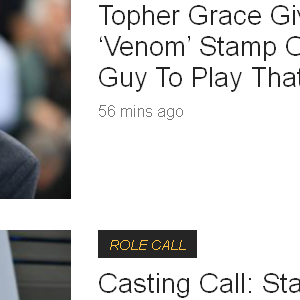 Topher Grace Giv
'Venom' Stamp O
Guy To Play That
56 mins ago
ROLE CALL
Casting Call: Sta